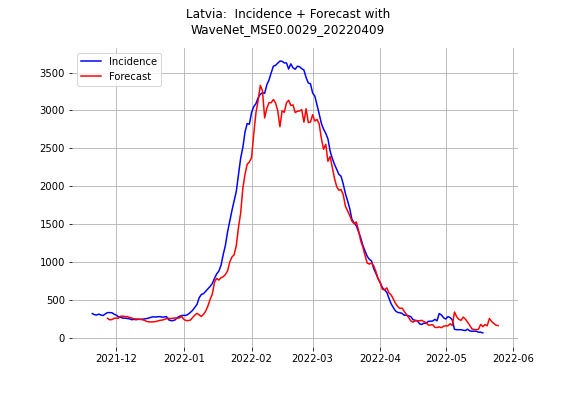 Latvia:  Incidence + Forecast with
WaveNet_MSE0.0029_20220409
Incidence
Forecast
3500
3000
2500
2000
1500
1000
500
0
2021-12 2022-01 2022-02 2022-03 2022-04 2022-05 2022-06